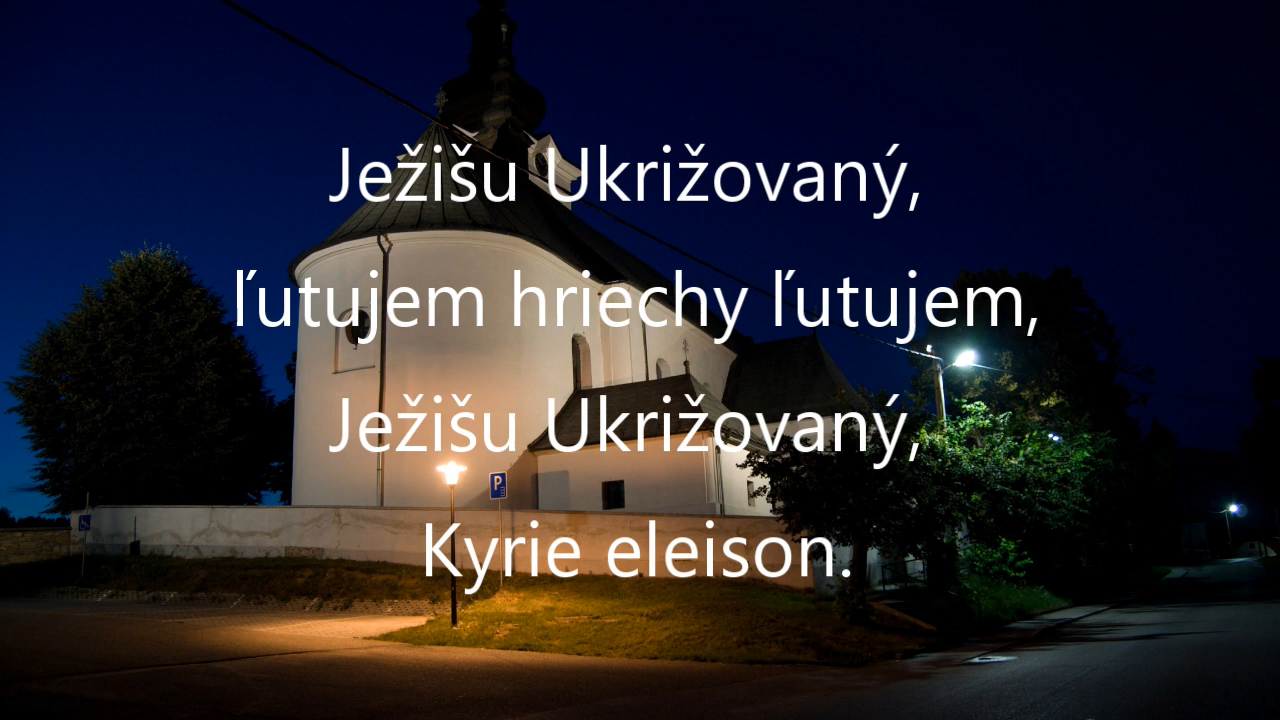 Ježišu Ukrižovaný,
ľutujem hriechy ľutujem,
Ježišu Ukrižovaný,
Kyrie eleison.
P